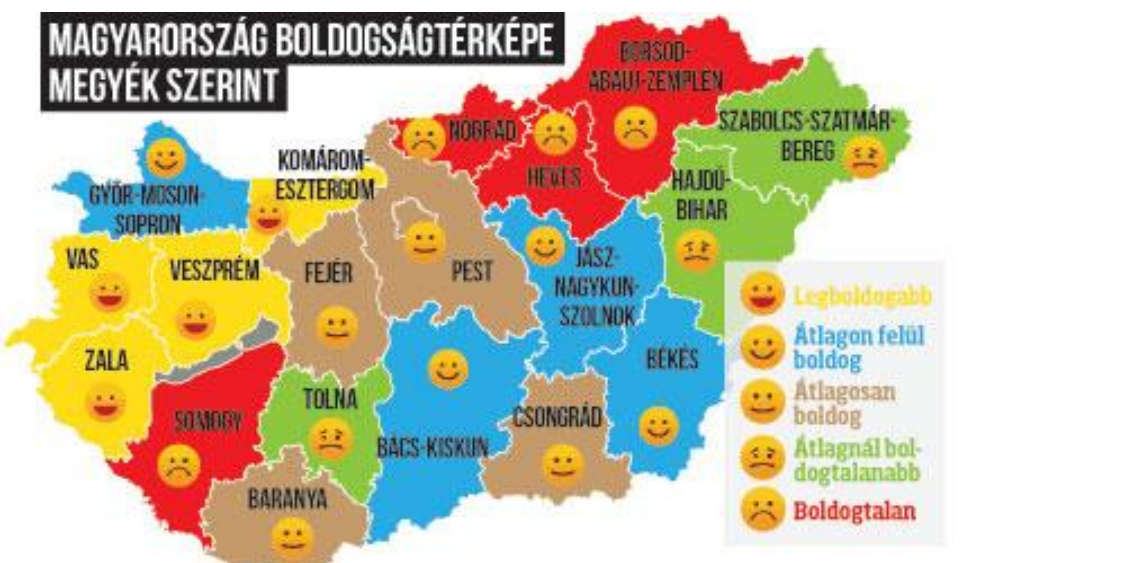 MAGYARORSZÁG BOLDOGSÁGTÉRKÉPE
MEGYÉK SZERINT
BORSOD-
ABAÚJ-ZEMPLÉN
NÓGRÁD
HEVES
SZABOLCS-SZATMÁR-
BEREG
HAJDÚ-
BIHAR
KOMÁROM-
ESZTERGOM
GYŐR-MOSON-
SOPRON
VAS
VESZPRÉM
FEJÉR
PEST
JÁSZ-
NAGYKUN-
SZOLNOK
ZALA
BÉKÉS
TOLNA
SOMOGY
CSONGRÁD
BÁCS-KISKUN
BARANYA
Legboldogabb
Átlagon felül
boldog
Átlagosan
boldog
Átlagnál bol-
dogtalanabb
Boldogtalan